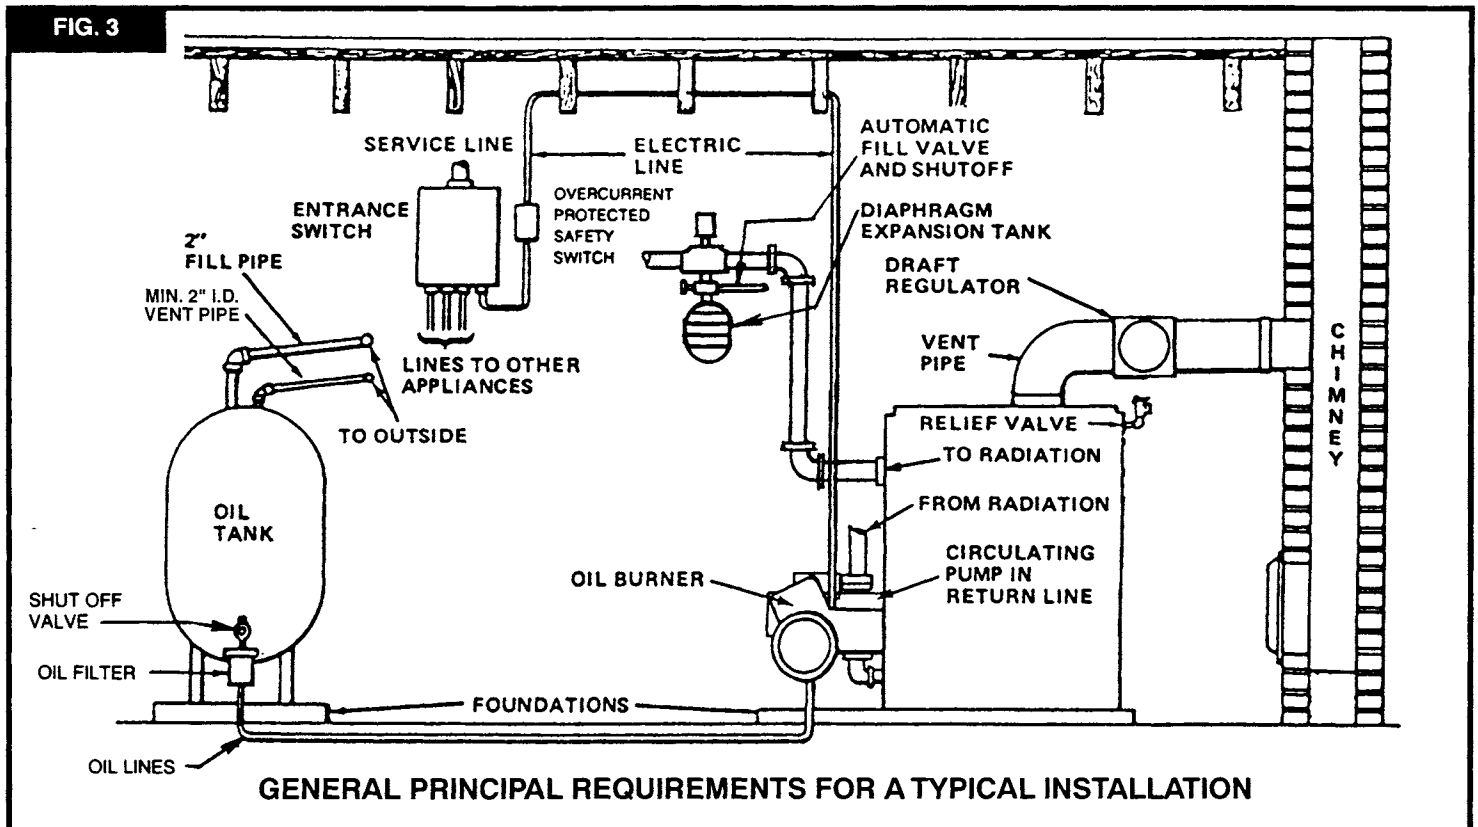 FIG. 3
SERVICE LINE
ELECTRIC
LINE
AUTOMATIC
FILL VALVE
AND SHUTOFF
ENTRANCE
SWITCH
OVERCURRENT
PROTECTED
SAFETY
SWITCH
DIAPHRAGM
EXPANSION TANK
2"
FILL PIPE
MIN. 2" I.D.
VENT PIPE
DRAFT
REGULATOR
VENT
PIPE
CHIMNEY
LINES TO OTHER
APPLIANCES
TO OUTSIDE
RELIEF VALVE
TO RADIATION
FROM RADIATION
OIL
TANK
CIRCULATING
PUMP IN
RETURN LINE
OIL BURNER
SHUT OFF
VALVE
OIL FILTER
FOUNDATIONS
OIL LINES
GENERAL PRINCIPAL REQUIREMENTS FOR A TYPICAL INSTALLATION